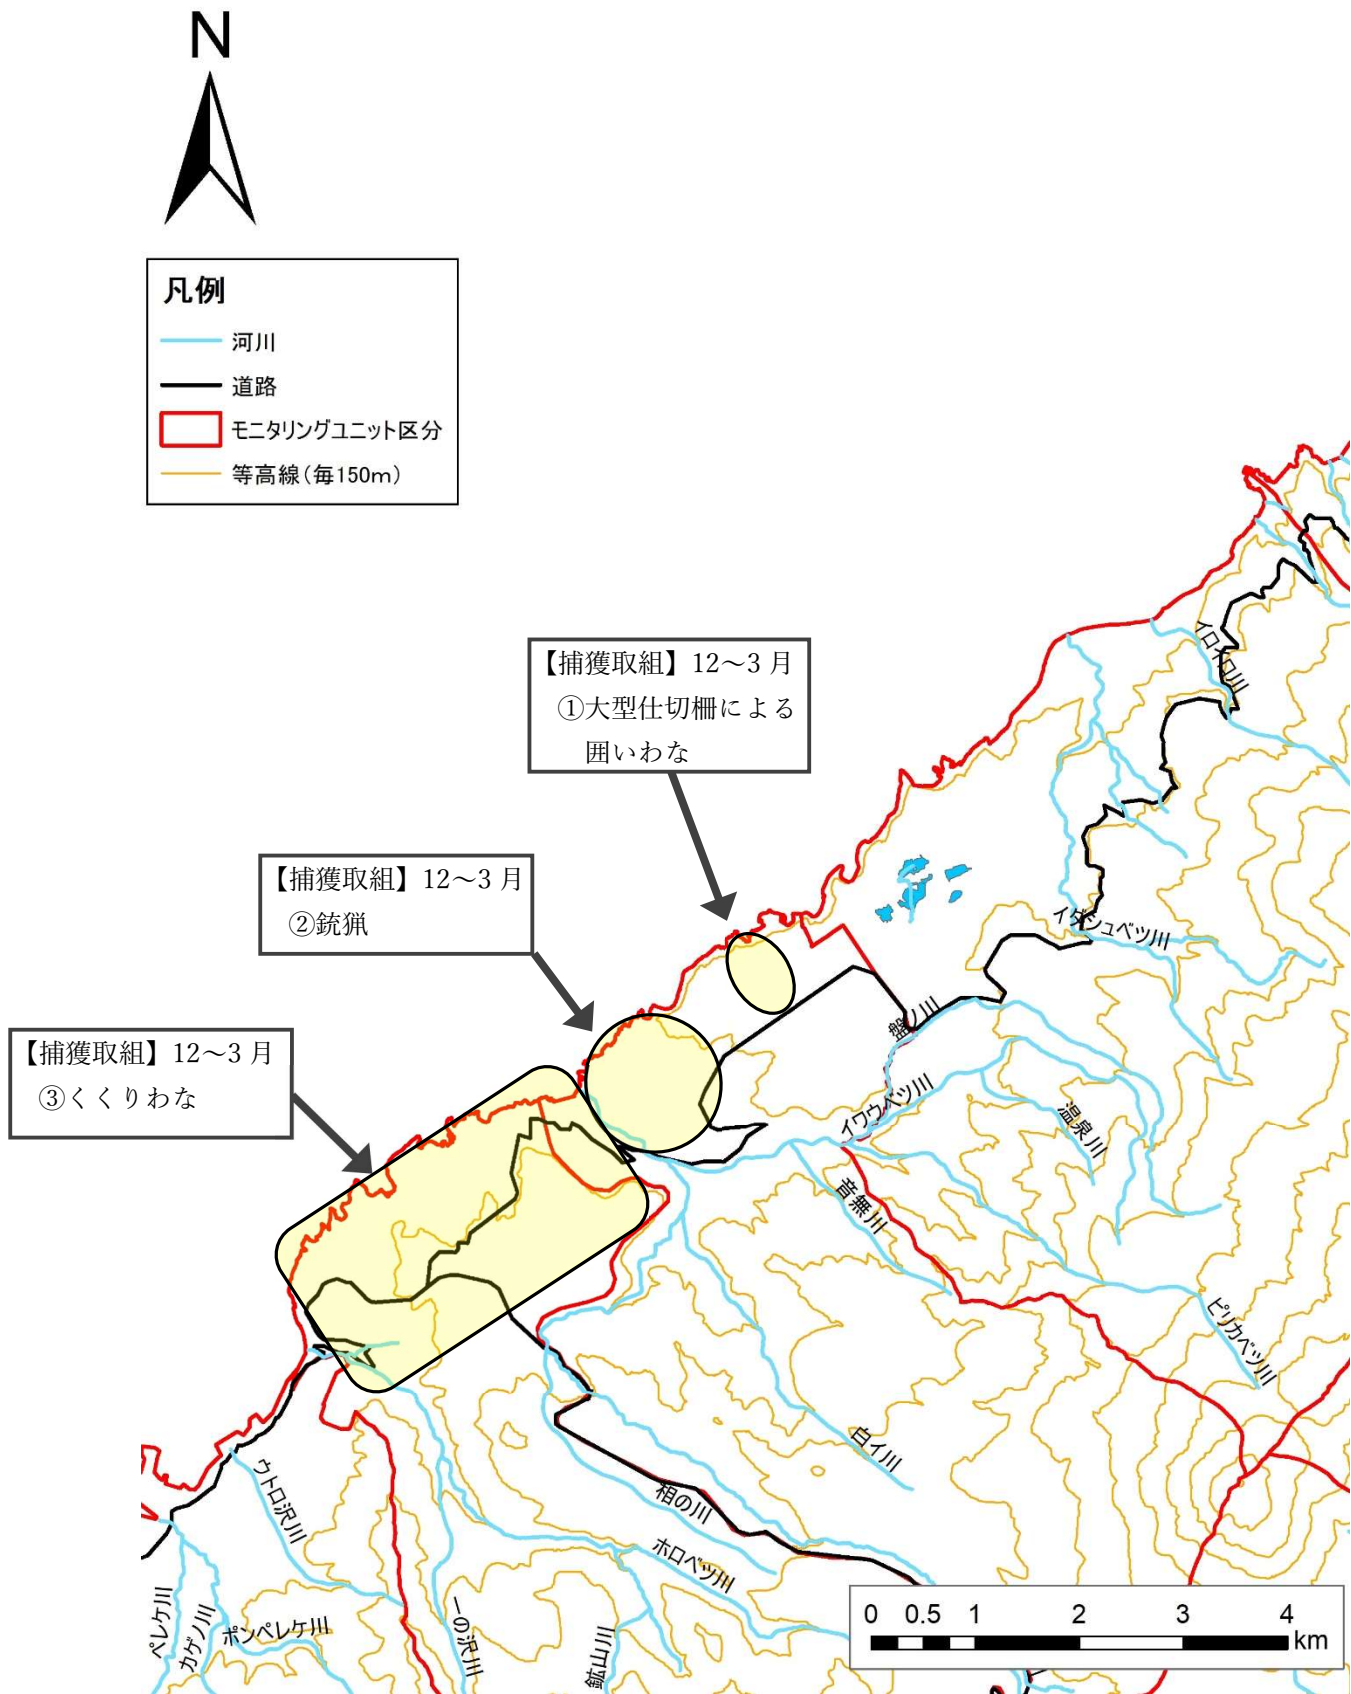 N
凡例
河川
道路
モニタリングユニット区分
等高線(毎150m)
【捕獲取組】12～3月
①大型仕切柵による
囲いわな
【捕獲取組】12～3月
②銃猟
【捕獲取組】12～3月
③くくりわな
イロイロ川
イダシュベツ川
盤ノ川
イワウベツ川
温泉川
音無川
ピリカベツ川
白イ川
相の川
ホロベツ川
ウトロ沢川
ペレケ川
カゲノ川
ポンペレケ川
一の沢川
鉱山川
0 0.5 1 2 3 4
km